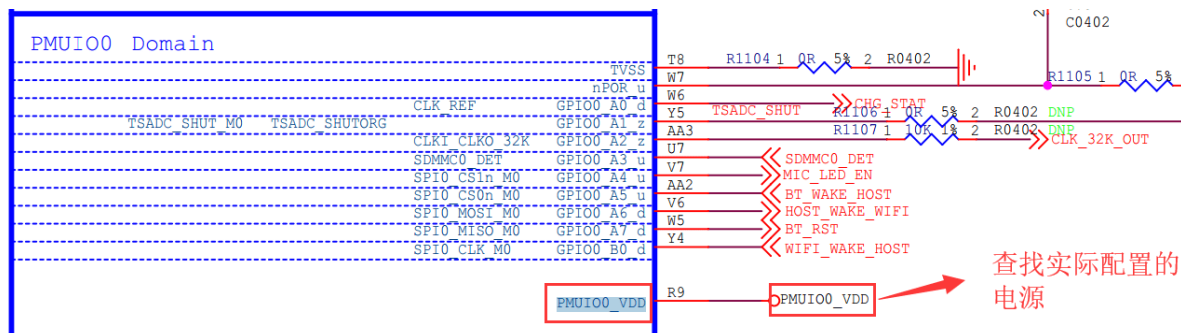 C0402
2
PMUIO0 Domain
TVSS T8 R1104 1 0R 5% 2 R0402
nPOR_u W7 R1105 1 0R 5%
CLK_REF GPIO0_A0_d W6 CHG_STAT
TSADC_SHUT_M0 TSADC_SHUTORG GPIO0_A1_z Y5 TSADC_SHUT R1106 1 0R 5% 2 R0402 DNP
CLKI_CLKO_32K GPIO0_A2_z AA3 R1107 1 10K 1% 2 R0402 DNP CLK_32K_OUT
SDMMC0_DET GPIO0_A3_u U7 SDMMC0_DET
SPI0_CS1n_M0 GPIO0_A4_u V7 MIC_LED_EN
SPI0_CS0n_M0 GPIO0_A5_u AA2 BT_WAKE_HOST
SPI0_MOSI_M0 GPIO0_A6_d V6 HOST_WAKE_WIFI
SPI0_MISO_M0 GPIO0_A7_d W5 BT_RST
SPI0_CLK_M0 GPIO0_B0_d Y4 WIFI_WAKE_HOST
查找实际配置的
电源
PMUIO0_VDD R9 PMUIO0_VDD